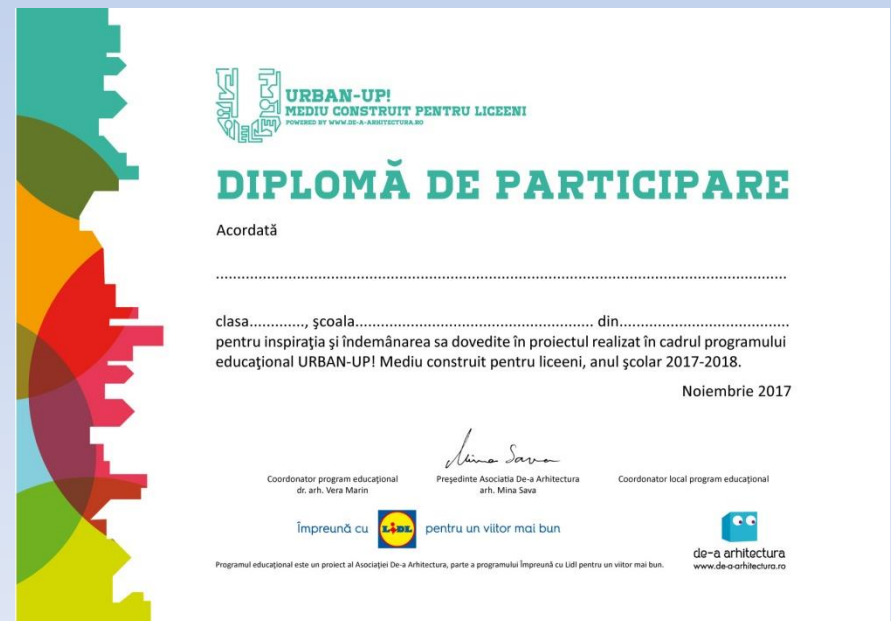 URBAN-UP!
MEDIU CONSTRUIT PENTRU LICEENI
POWERED BY WWW.DE-A-ARHITECTURA.RO
DIPLOMĂ DE PARTICIPARE
Acordată
........................................................................................................................................
clasa............., şcoala........................................................ din........................................
pentru inspiraţia şi îndemânarea sa dovedite în proiectul realizat în cadrul programului
educaţional URBAN-UP! Mediu construit pentru liceeni, anul şcolar 2017-2018.
Noiembrie 2017
Mina Sava
Coordonator program educaţional
dr. arh. Vera Marin
Preşedinte Asociatia De-a Arhitectura
arh. Mina Sava
Coordonator local program educaţional
Împreună cu LIDL pentru un viitor mai bun
de-a arhitectura
www.de-a-arhitectura.ro
Programul educaţional este un proiect al Asociaţiei De-a Arhitectura, parte a programului Împreună cu Lidl pentru un viitor mai bun.